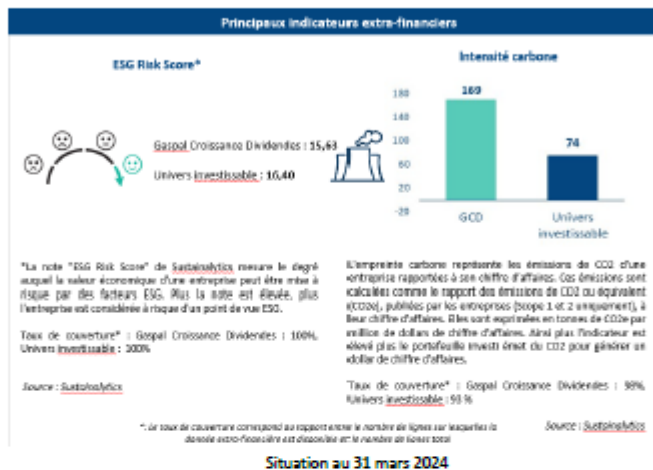 Principaux indicateurs extra-financiers
ESG Risk Score*
Gaspal Croissance Dividendes : 15,63
Univers investissable : 16,40
Intensité carbone
180
140
100
60
20
-20
169
74
GCD
Univers
investissable
*La note "ESG Risk Score" de Sustainalytics mesure le degré
auquel la valeur économique d'une entreprise peut être mise à
risque par des facteurs ESG. Plus la note est élevée, plus
l'entreprise est considérée à risque d'un point de vue ESG.
Taux de couverture* : Gaspal Croissance Dividendes : 100%,
Univers investissable : 100%
Source : Sustainalytics
L'empreinte carbone représente les émissions de CO2 d'une
entreprise rapportées à son chiffre d'affaires. Ces émissions sont
calculées comme le rapport des émissions de CO2 ou équivalent
(CO2e), publiées par les entreprises (scope 1 et 2 uniquement), à
leur chiffre d'affaires. Elles sont exprimées en tonnes de CO2e par
million de dollars de chiffre d'affaires. Ainsi plus l'indicateur est
élevé plus le portefeuille investi émet du CO2 pour générer un
dollar de chiffre d'affaires.
Taux de couverture* : Gaspal Croissance Dividendes : 98%,
Univers investissable : 93 %
Source : Sustainalytics
*: Le taux de couverture correspond au rapport entre le nombre de lignes sur lesquelles la
donnée extra-financière est disponible et le nombre de lignes total
Situation au 31 mars 2024